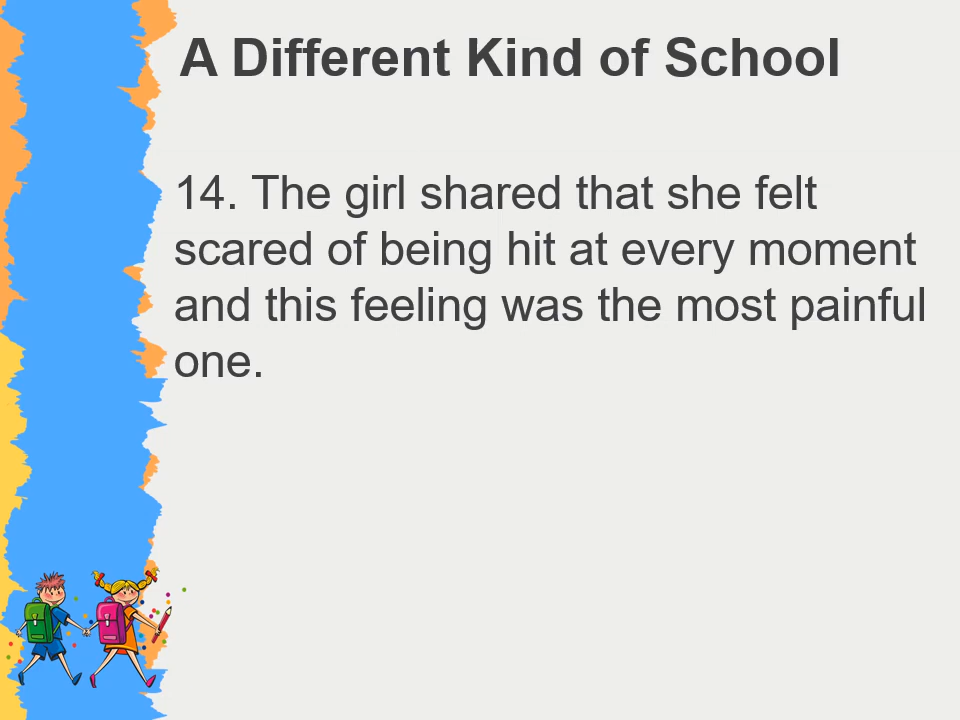 A Different Kind of School
14. The girl shared that she felt
scared of being hit at every moment
and this feeling was the most painful
one.